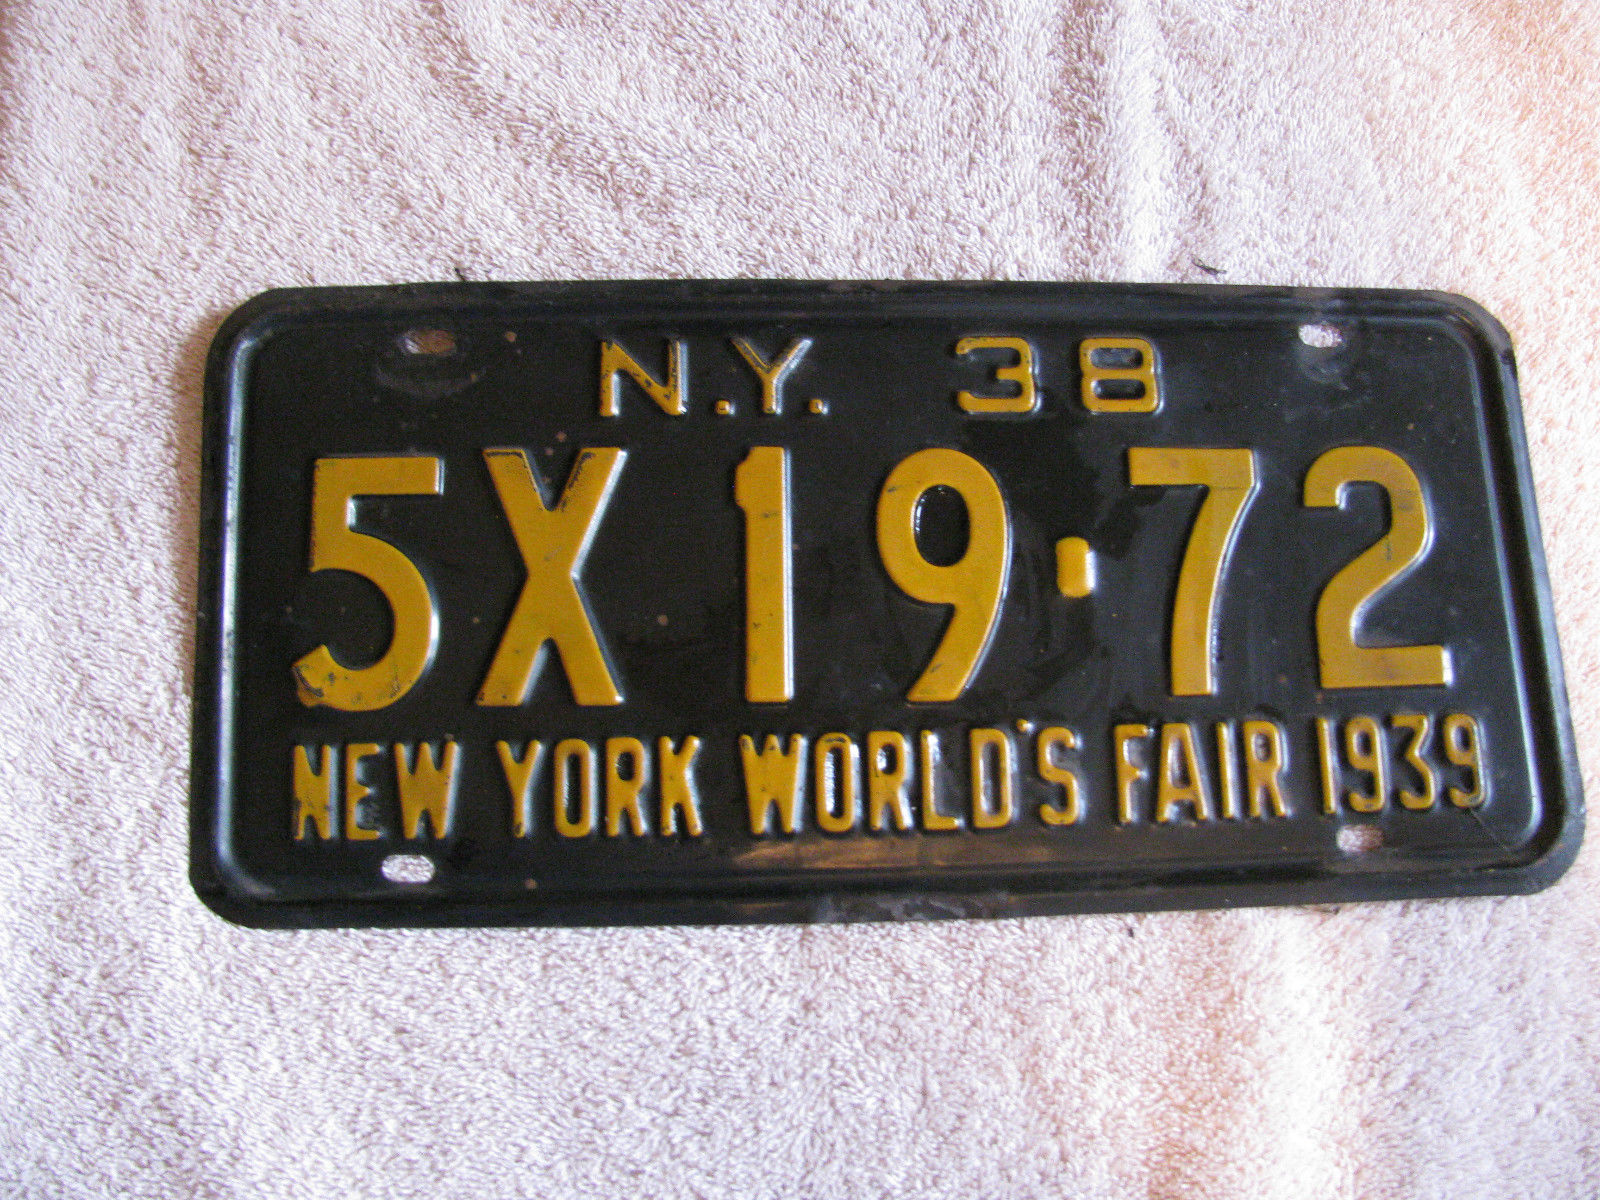 N.Y. 38
5X19·72
NEW YORK WORLD'S FAIR 1939